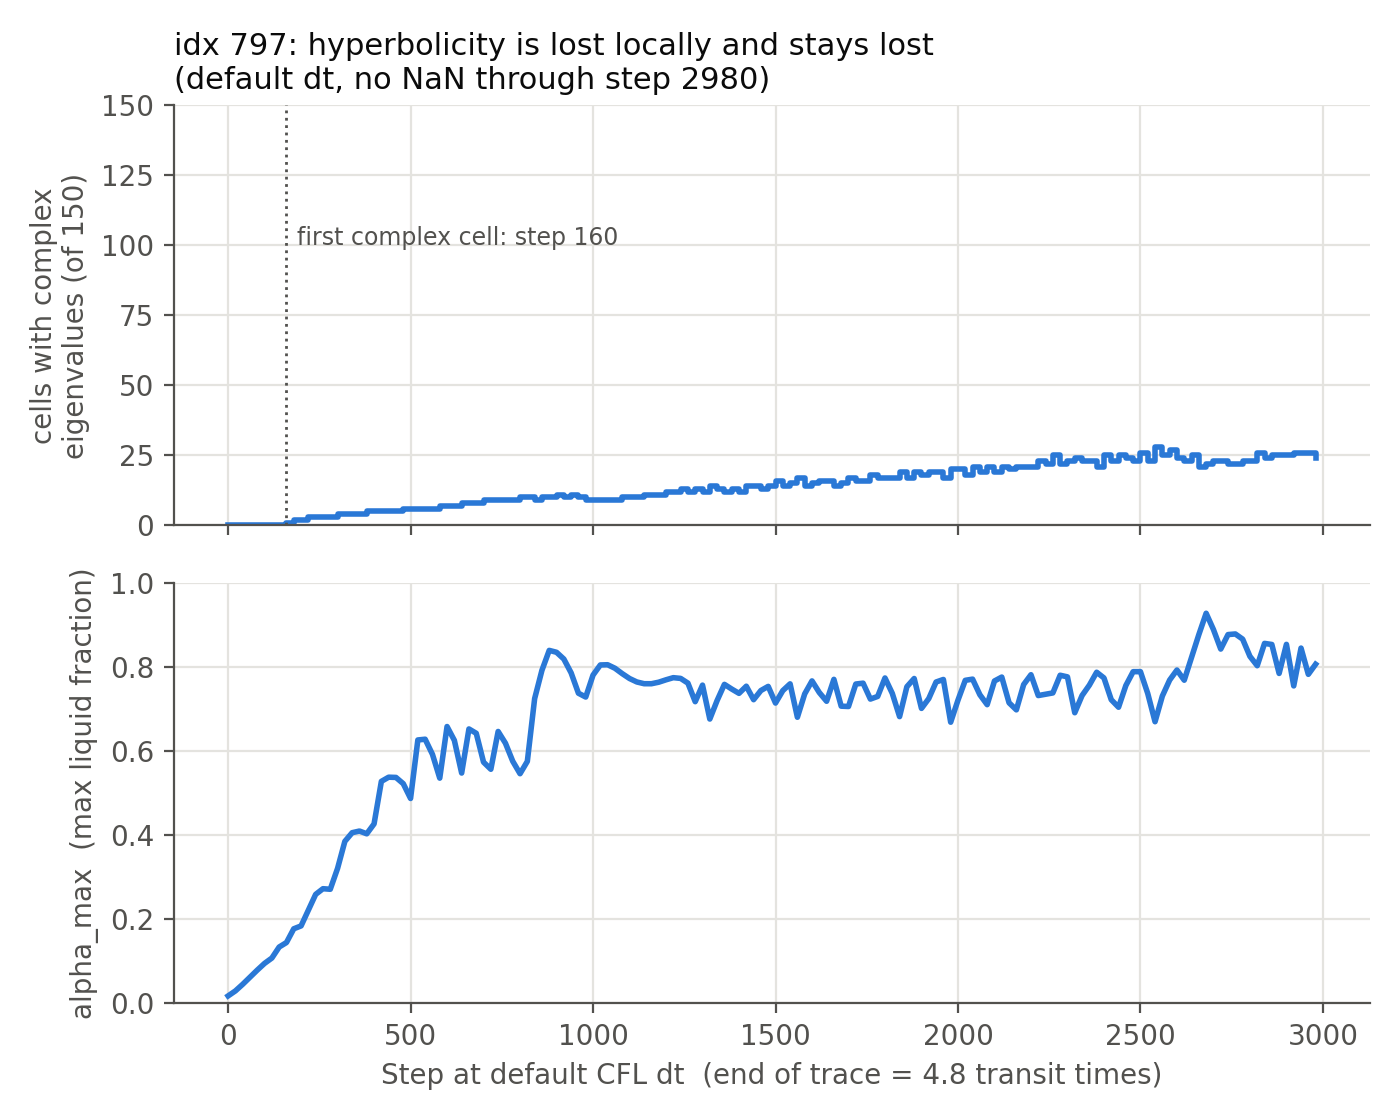 idx 797: hyperbolicity is lost locally and stays lost
(default dt, no NaN through step 2980)
cells with complex
eigenvalues (of 150)
150
125
100
75
50
25
0
first complex cell: step 160
alpha_max  (max liquid fraction)
1.0
0.8
0.6
0.4
0.2
0.0
0
500
1000
1500
2000
2500
3000
Step at default CFL dt  (end of trace = 4.8 transit times)